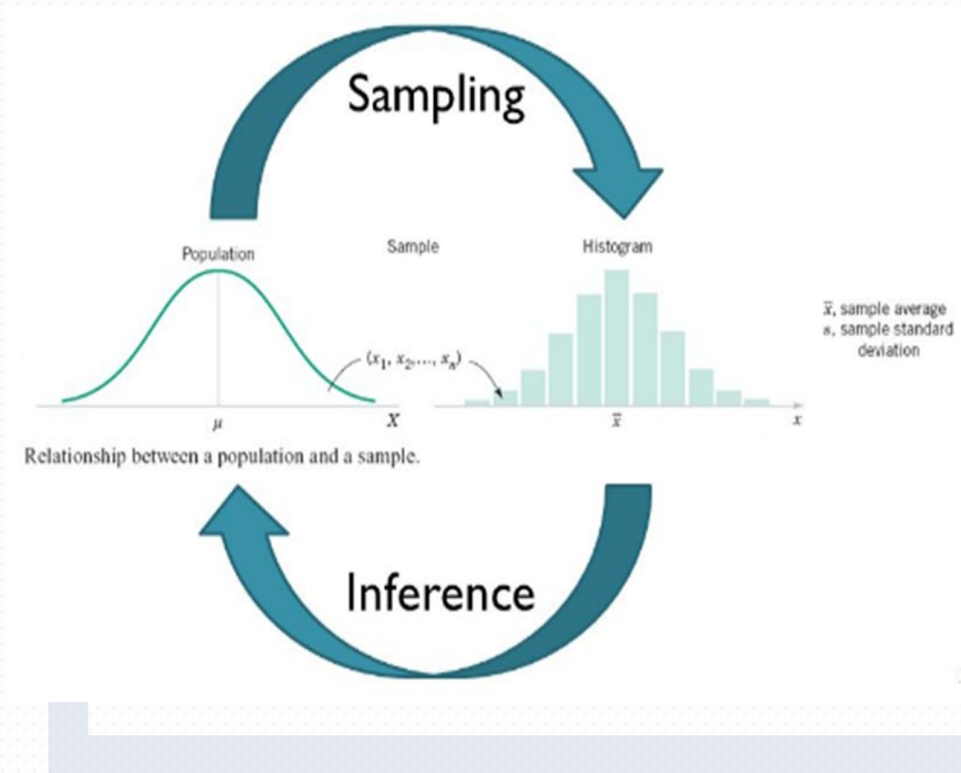 Sampling
Population
Sample
Histogram
x̅, sample average
s, sample standard
deviation
(x₁, x₂,..., xₙ)
μ
X
x̅
x
Relationship between a population and a sample.
Inference